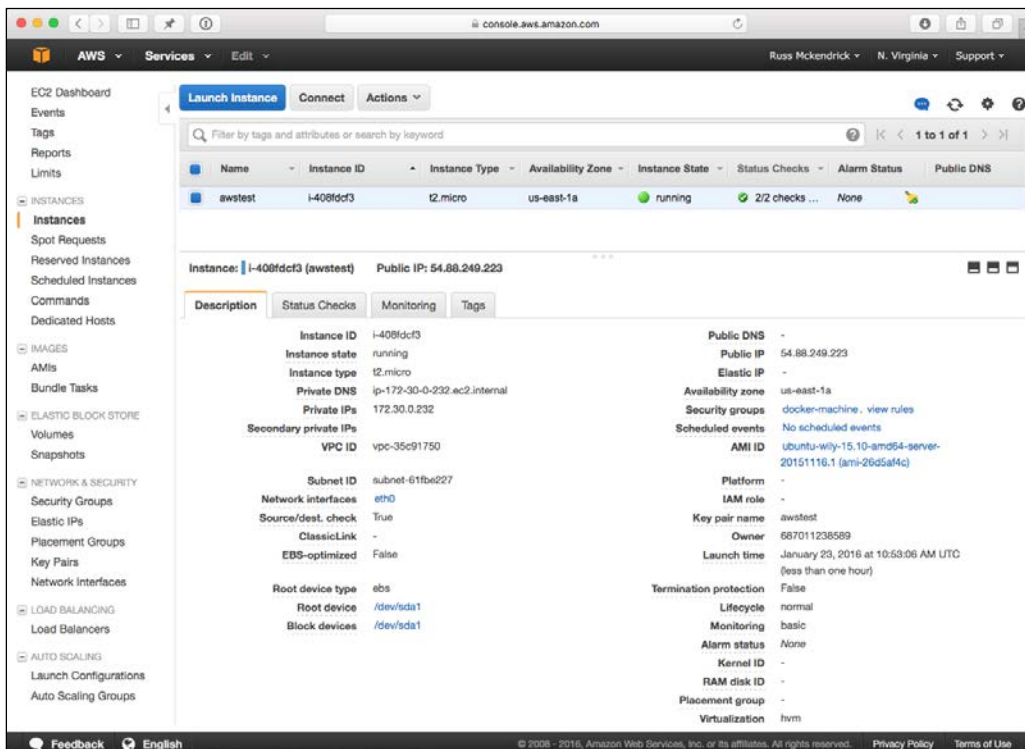 console.aws.amazon.com
AWS Services Edit Russ Mckendrick N. Virginia Support
EC2 Dashboard
Events
Tags
Reports
Limits
INSTANCES
Instances
Spot Requests
Reserved Instances
Scheduled Instances
Commands
Dedicated Hosts
IMAGES
AMIs
Bundle Tasks
ELASTIC BLOCK STORE
Volumes
Snapshots
NETWORK & SECURITY
Security Groups
Elastic IPs
Placement Groups
Key Pairs
Network Interfaces
LOAD BALANCING
Load Balancers
AUTO SCALING
Launch Configurations
Auto Scaling Groups
Launch Instance Connect Actions
Filter by tags and attributes or search by keyword 1 to 1 of 1
Name Instance ID Instance Type Availability Zone Instance State Status Checks Alarm Status Public DNS
awstest i-408fdcf3 t2.micro us-east-1a running 2/2 checks ... None
Instance: i-408fdcf3 (awstest) Public IP: 54.88.249.223
Description Status Checks Monitoring Tags
Instance ID i-408fdcf3
Instance state running
Instance type t2.micro
Private DNS ip-172-30-0-232.ec2.internal
Private IPs 172.30.0.232
Secondary private IPs
VPC ID vpc-35c91750
Subnet ID subnet-61fbe227
Network interfaces eth0
Source/dest. check True
ClassicLink -
EBS-optimized False
Root device type ebs
Root device /dev/sda1
Block devices /dev/sda1
Public DNS -
Public IP 54.88.249.223
Elastic IP -
Availability zone us-east-1a
Security groups docker-machine. view rules
Scheduled events No scheduled events
AMI ID ubuntu-wily-15.10-amd64-server-
20151116.1 (ami-26d5af4c)
Platform -
IAM role -
Key pair name awstest
Owner 687011238589
Launch time January 23, 2016 at 10:53:06 AM UTC
(less than one hour)
Termination protection False
Lifecycle normal
Monitoring basic
Alarm status None
Kernel ID -
RAM disk ID -
Placement group -
Virtualization hvm
Feedback English © 2008 - 2016, Amazon Web Services, Inc. or its affiliates. All rights reserved. Privacy Policy Terms of Use